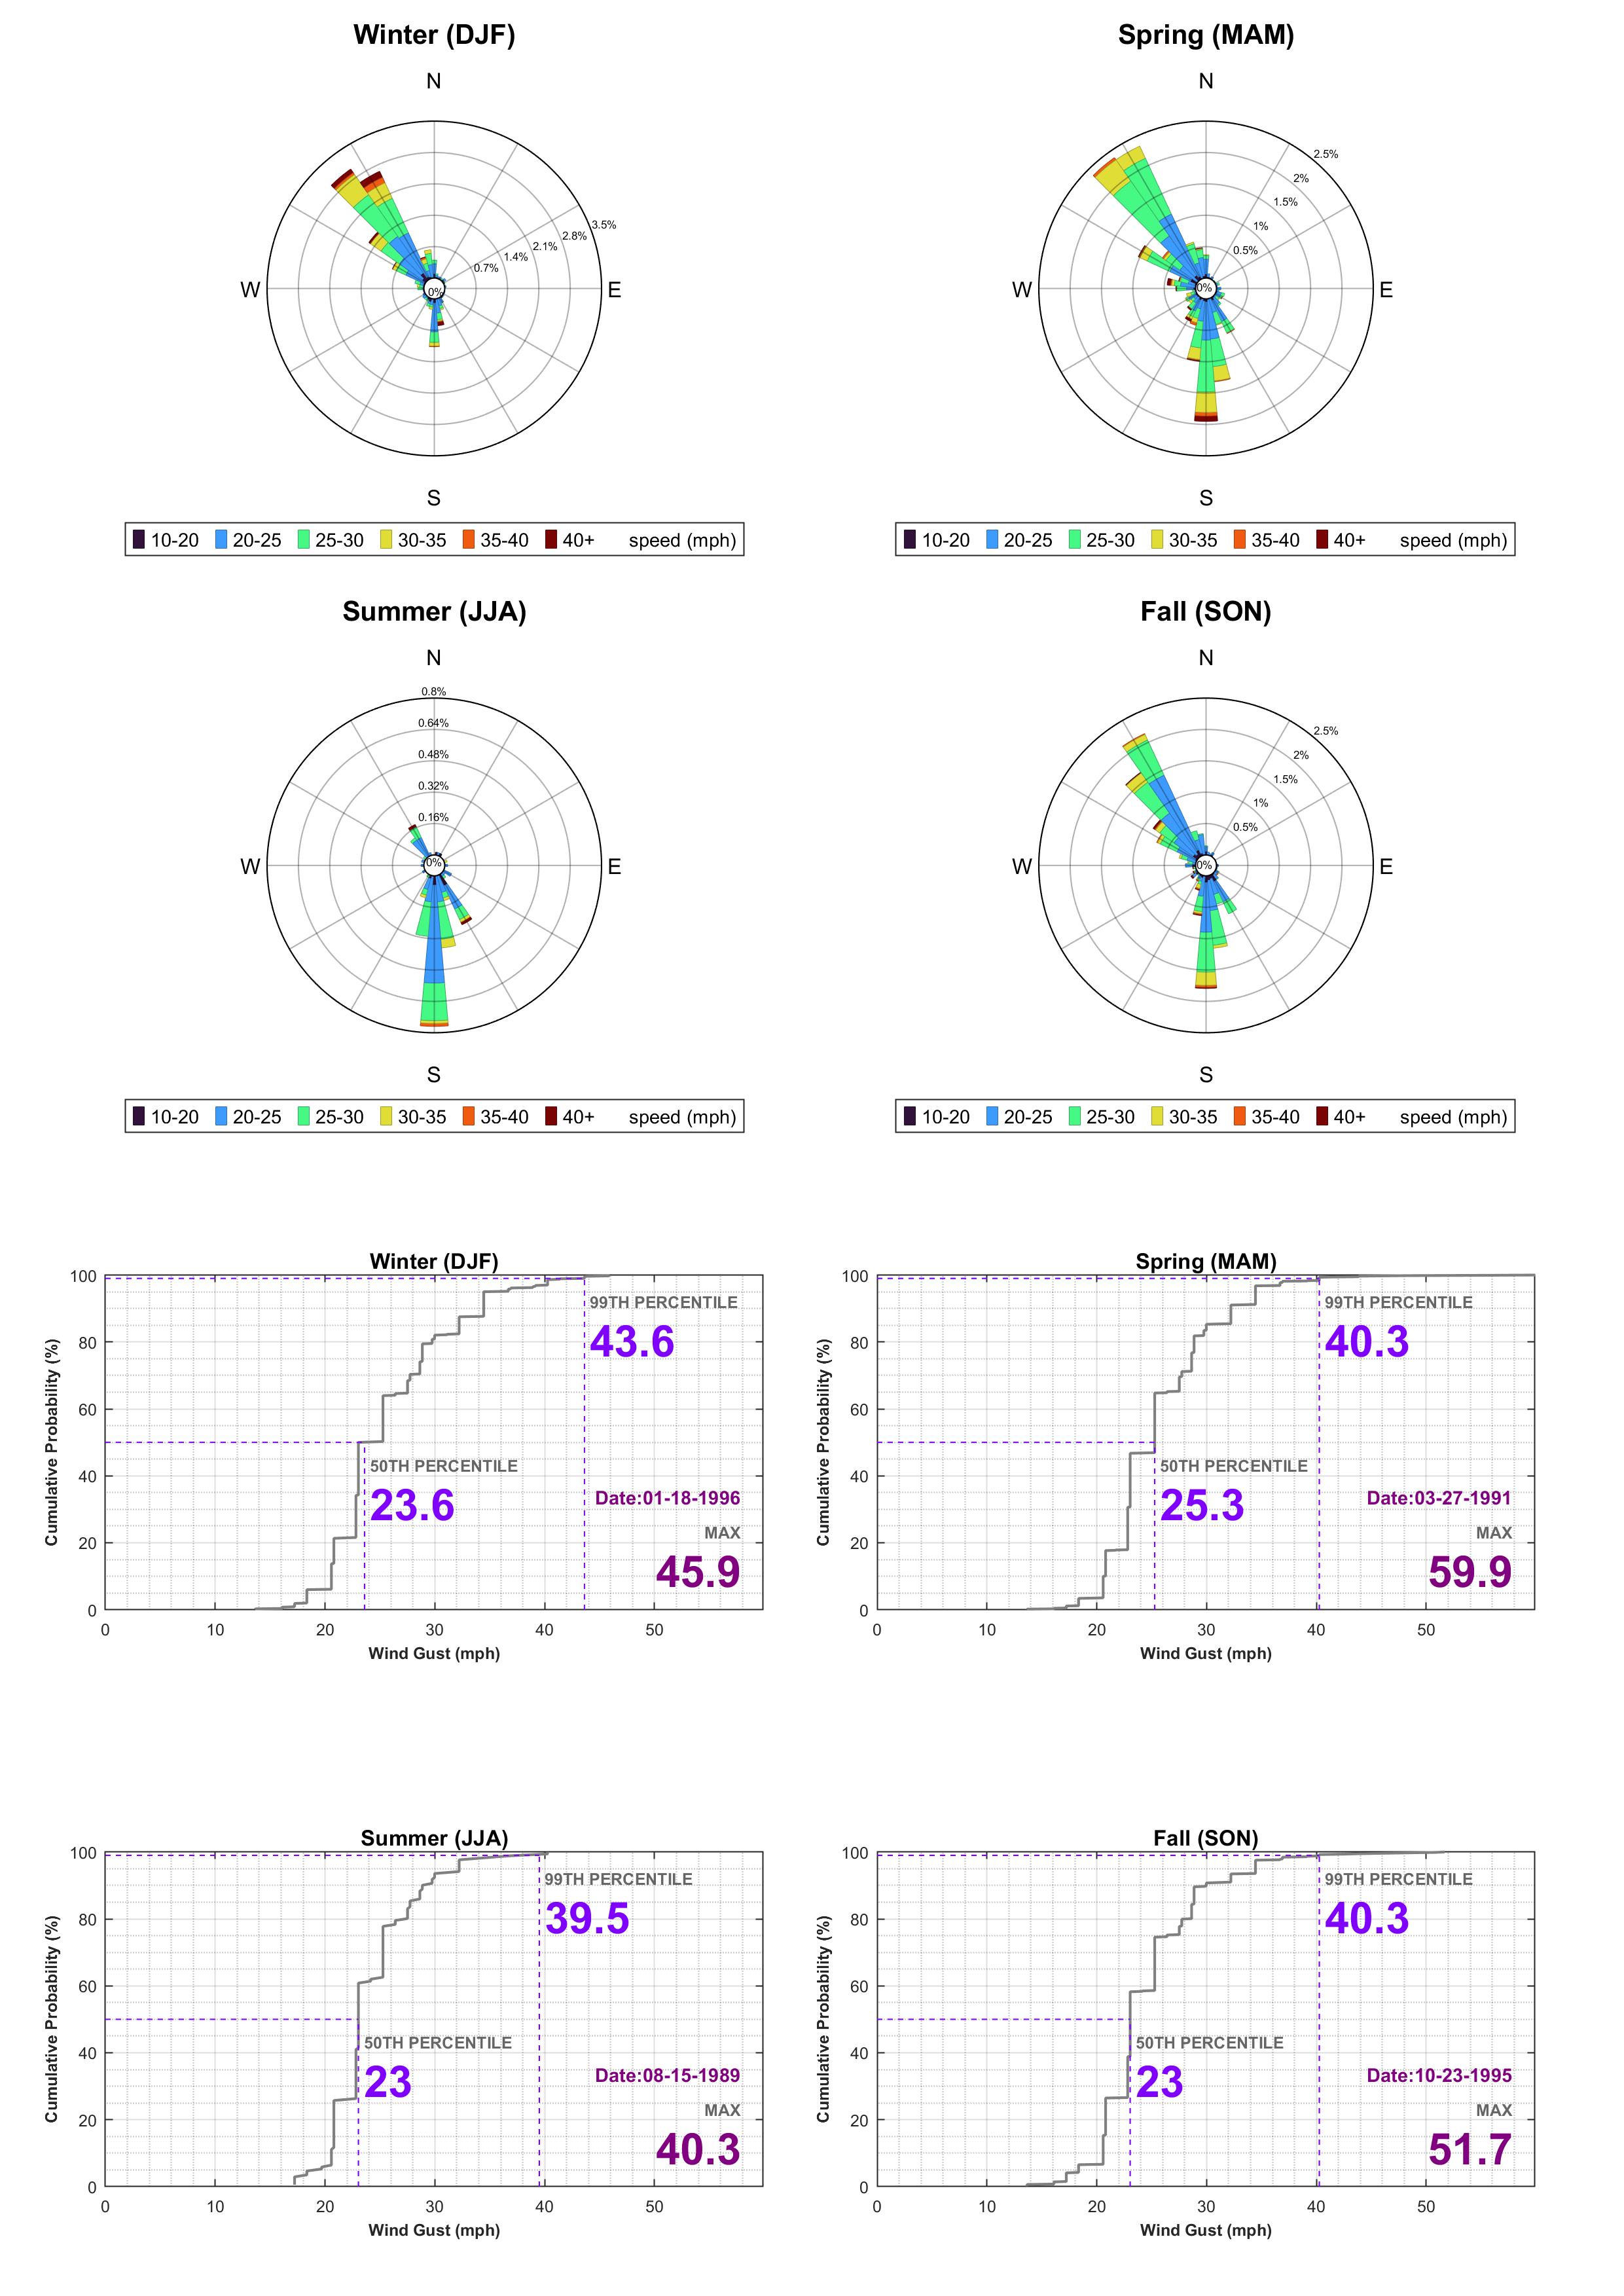 Winter (DJF)
N
3.5%
2.8%
2.1%
1.4%
0.7%
0%
W
E
S
10-20 20-25 25-30 30-35 35-40 40+ speed (mph)
Spring (MAM)
N
2.5%
2%
1.5%
1%
0.5%
0%
W
E
S
10-20 20-25 25-30 30-35 35-40 40+ speed (mph)
Summer (JJA)
N
0.8%
0.64%
0.48%
0.32%
0.16%
0%
W
E
S
10-20 20-25 25-30 30-35 35-40 40+ speed (mph)
Fall (SON)
N
2.5%
2%
1.5%
1%
0.5%
0%
W
E
S
10-20 20-25 25-30 30-35 35-40 40+ speed (mph)
Winter (DJF)
100
80
60
40
20
0
Cumulative Probability (%)
99TH PERCENTILE
43.6
50TH PERCENTILE
23.6
Date:01-18-1996
MAX
45.9
0 10 20 30 40 50
Wind Gust (mph)
Spring (MAM)
100
80
60
40
20
0
Cumulative Probability (%)
99TH PERCENTILE
40.3
50TH PERCENTILE
25.3
Date:03-27-1991
MAX
59.9
0 10 20 30 40 50
Wind Gust (mph)
Summer (JJA)
100
80
60
40
20
0
Cumulative Probability (%)
99TH PERCENTILE
39.5
50TH PERCENTILE
23
Date:08-15-1989
MAX
40.3
0 10 20 30 40 50
Wind Gust (mph)
Fall (SON)
100
80
60
40
20
0
Cumulative Probability (%)
99TH PERCENTILE
40.3
50TH PERCENTILE
23
Date:10-23-1995
MAX
51.7
0 10 20 30 40 50
Wind Gust (mph)